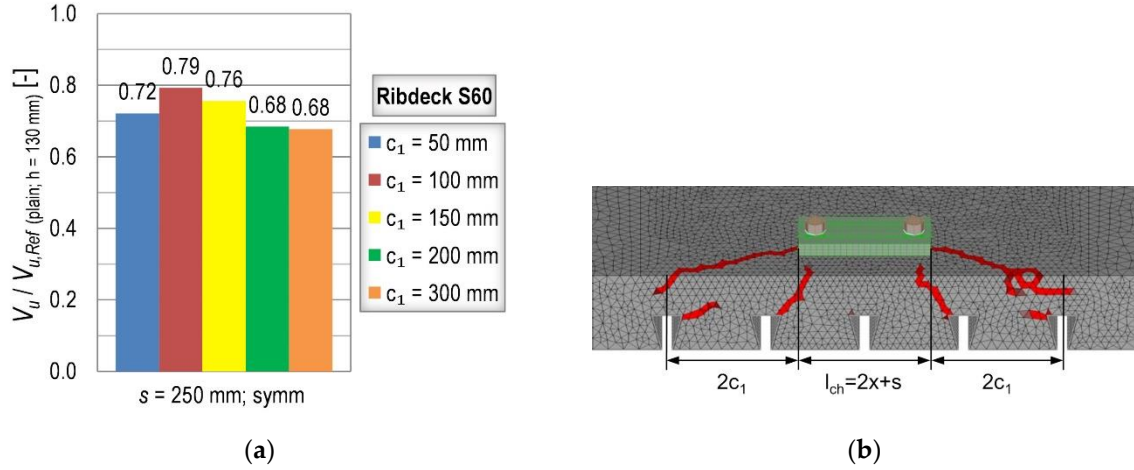 1.0
0.8
0.6
0.4
0.2
0.0
V_u / V_u,Ref (plain; h = 130 mm) [-]
0.72
0.79
0.76
0.68
0.68
s = 250 mm; symm
Ribdeck S60
c₁ = 50 mm
c₁ = 100 mm
c₁ = 150 mm
c₁ = 200 mm
c₁ = 300 mm
(a)
2c₁
l_ch=2x+s
2c₁
(b)